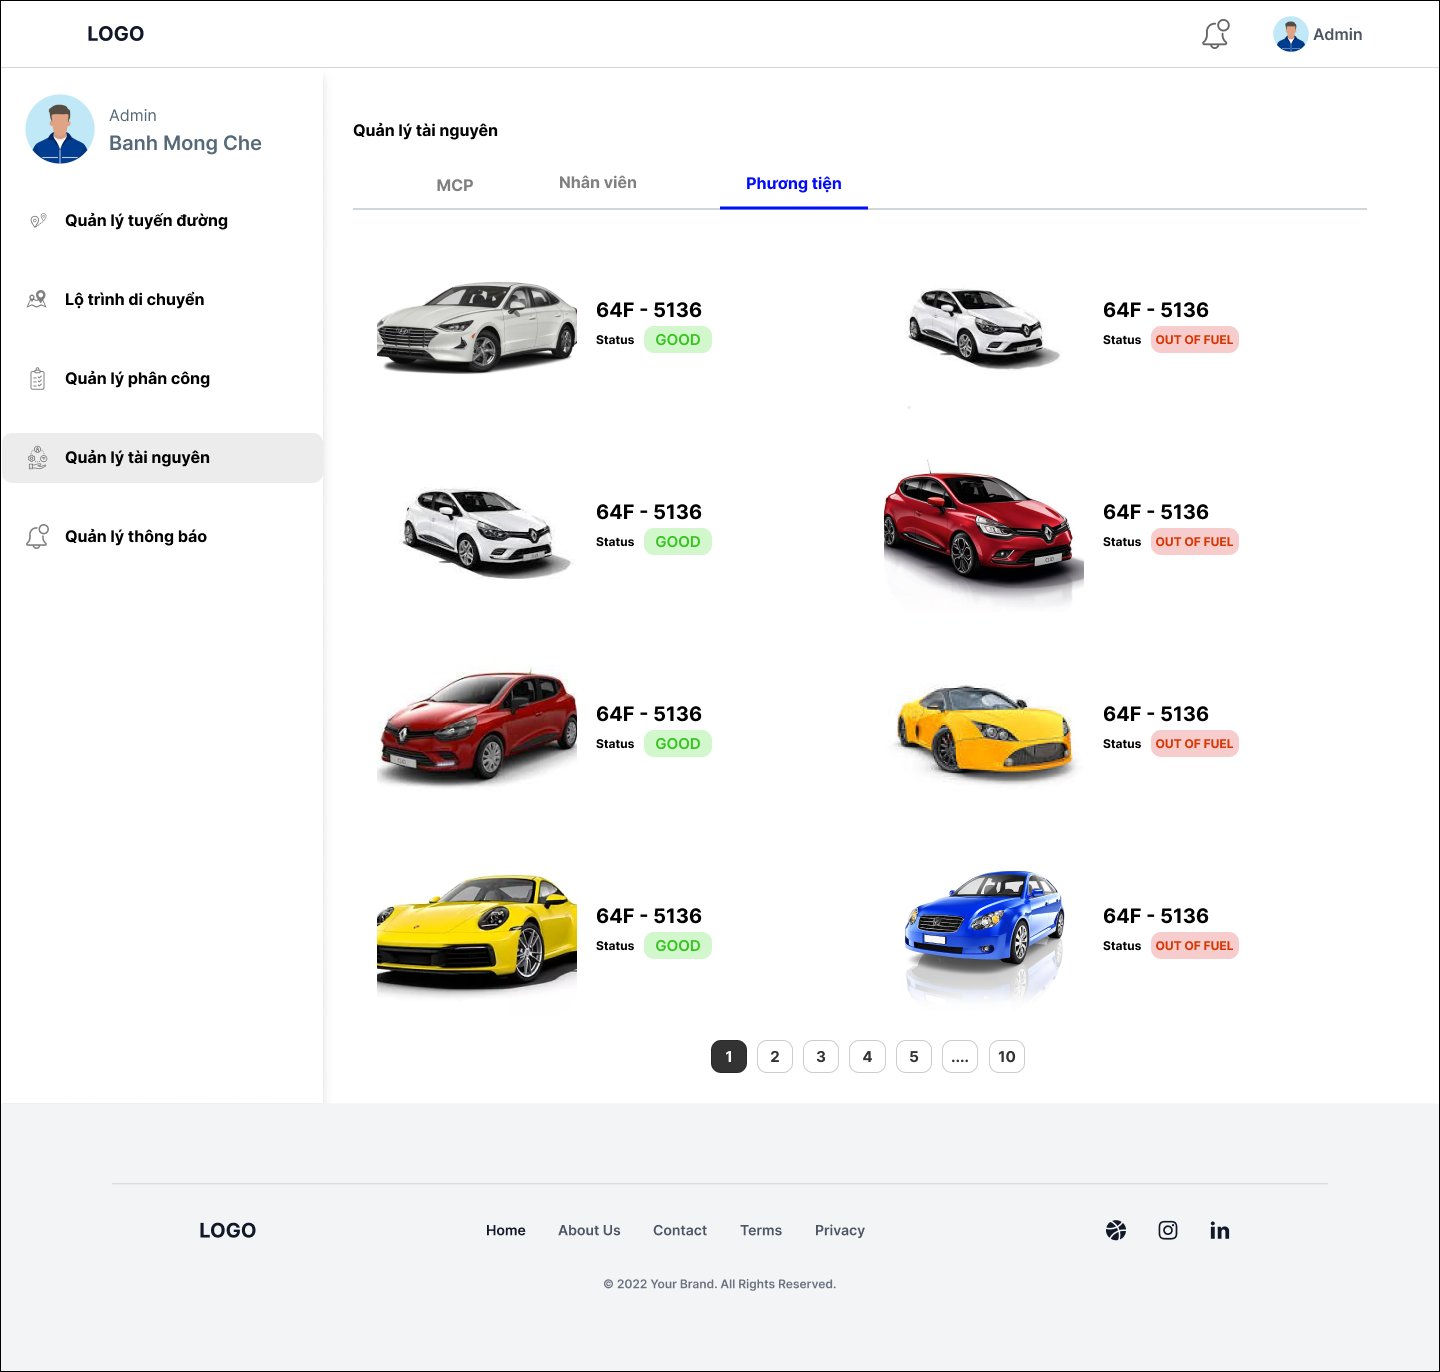 LOGO
Admin
Admin
Banh Mong Che
Quản lý tuyến đường
Lộ trình di chuyển
Quản lý phân công
Quản lý tài nguyên
Quản lý thông báo
Quản lý tài nguyên
MCP
Nhân viên
Phương tiện
64F - 5136
Status GOOD
64F - 5136
Status OUT OF FUEL
64F - 5136
Status GOOD
64F - 5136
Status OUT OF FUEL
64F - 5136
Status GOOD
64F - 5136
Status OUT OF FUEL
64F - 5136
Status GOOD
64F - 5136
Status OUT OF FUEL
1 2 3 4 5 .... 10
LOGO
Home About Us Contact Terms Privacy
© 2022 Your Brand. All Rights Reserved.